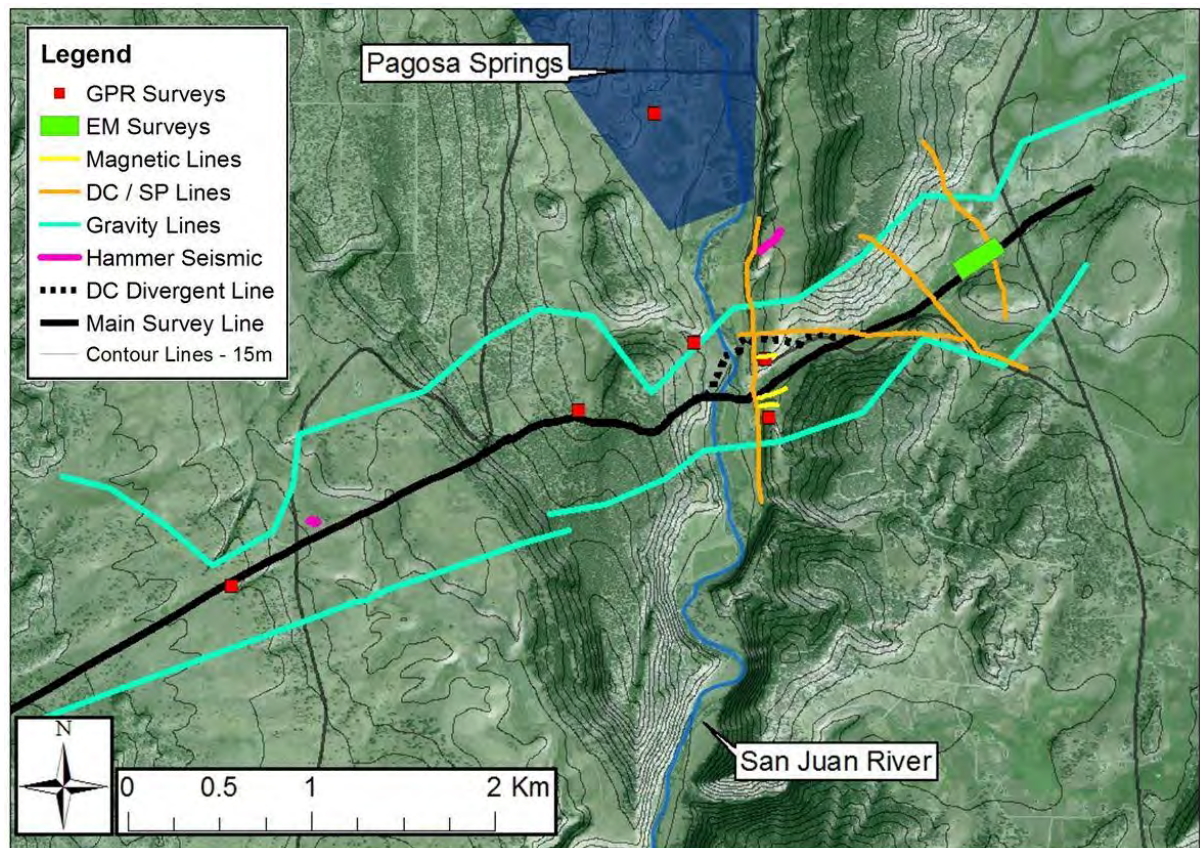 Legend
GPR Surveys
EM Surveys
Magnetic Lines
DC / SP Lines
Gravity Lines
Hammer Seismic
DC Divergent Line
Main Survey Line
Contour Lines - 15m
Pagosa Springs
San Juan River
N
0 0.5 1 2 Km